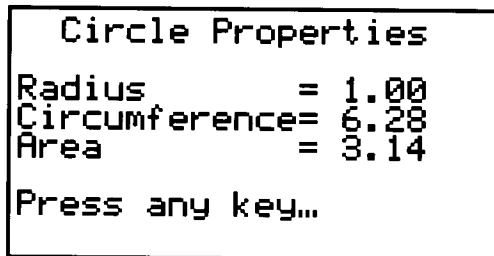 Circle Properties
Radius = 1.00
Circumference= 6.28
Area = 3.14
Press any key…